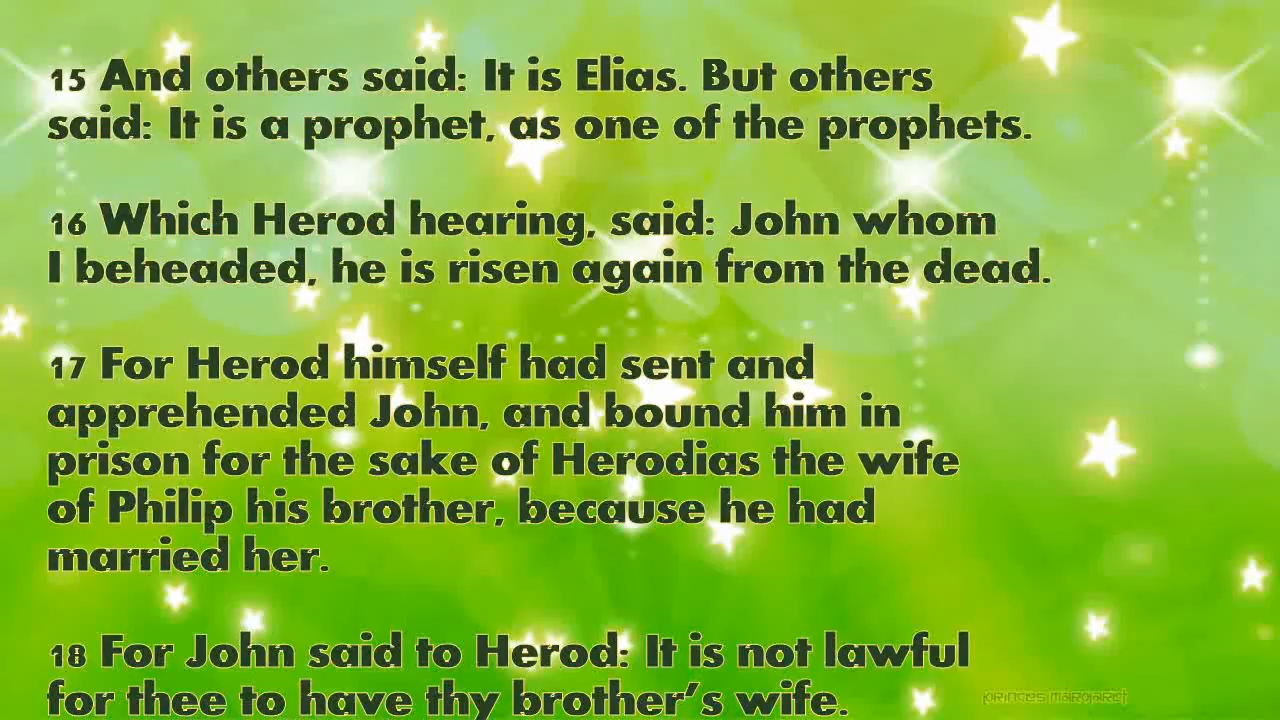 15 And others said: It is Elias. But others
said: It is a prophet, as one of the prophets.
16 Which Herod hearing, said: John whom
I beheaded, he is risen again from the dead.
17 For Herod himself had sent and
apprehended John, and bound him in
prison for the sake of Herodias the wife
of Philip his brother, because he had
married her.
18 For John said to Herod: It is not lawful
for thee to have thy brother's wife.
PRINCES MARGARET